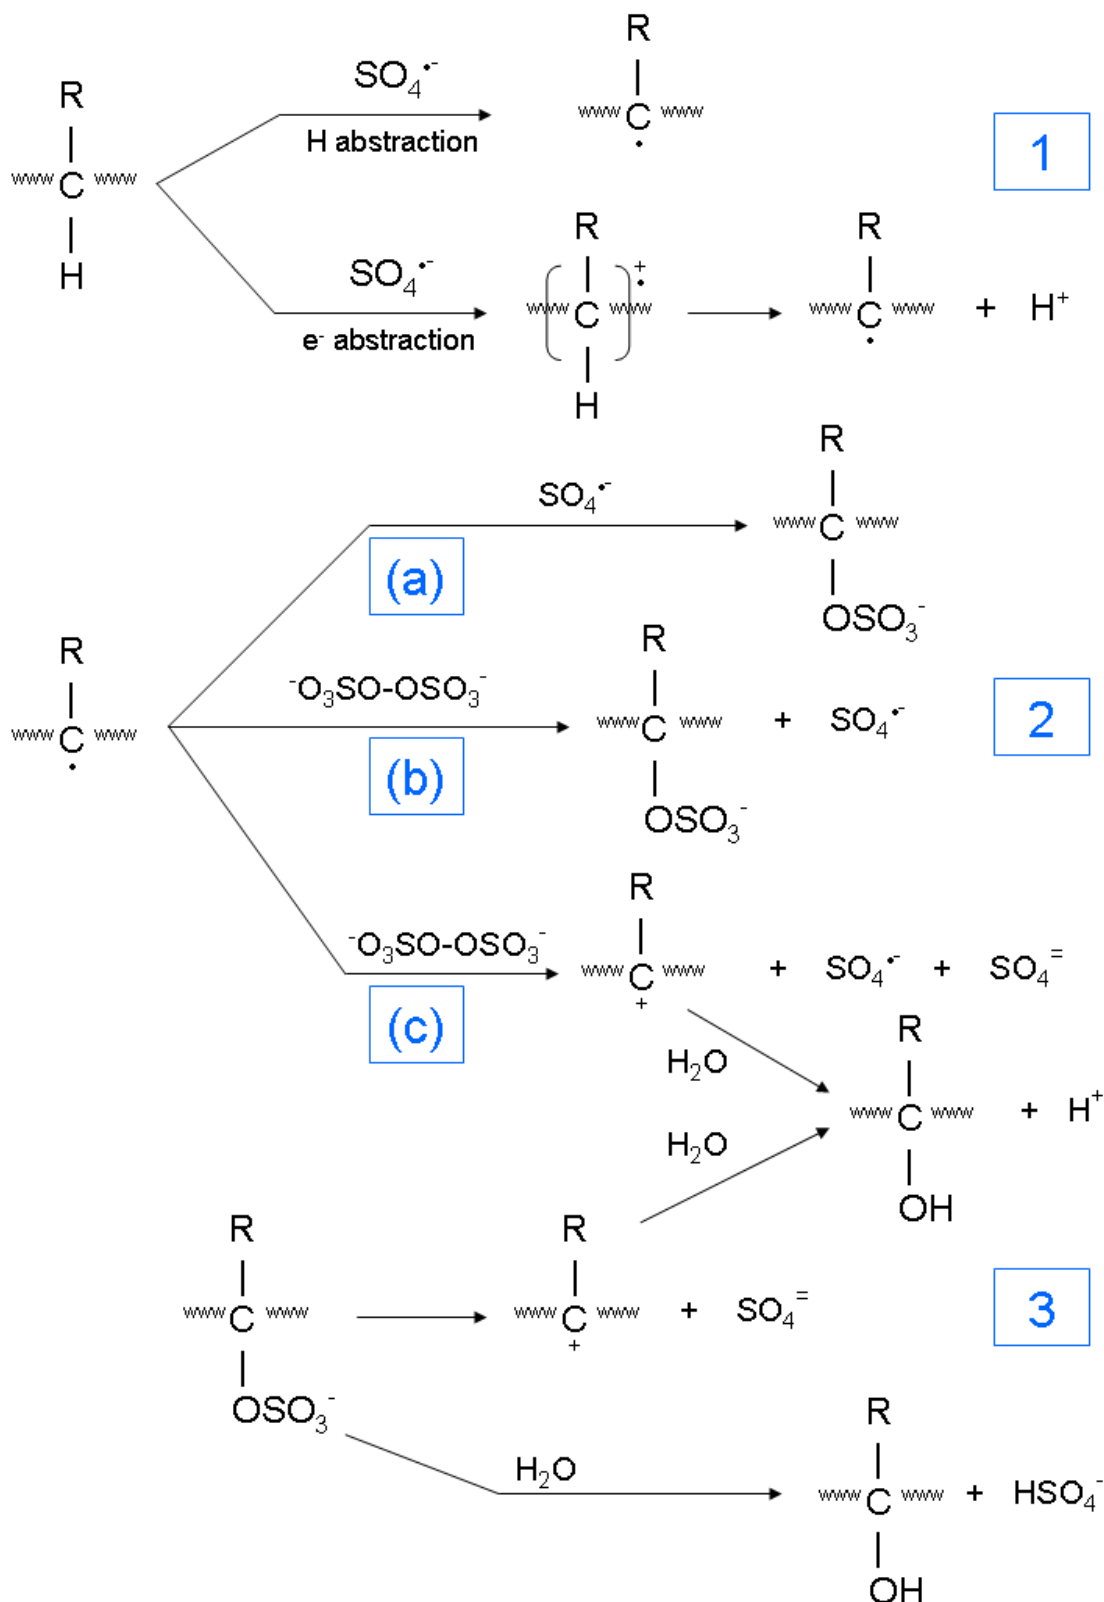 R
SO₄•⁻
R
C
H abstraction
C
•
1
H
R
R
SO₄•⁻
+•
C
C
+ H⁺
e⁻ abstraction
•
H
R
SO₄•⁻
C
(a)
OSO₃⁻
R
R
⁻O₃SO-OSO₃⁻
C
C
+ SO₄•⁻
2
•
(b)
OSO₃⁻
R
⁻O₃SO-OSO₃⁻
C
+ SO₄•⁻ + SO₄⁼
+
(c)
R
H₂O
C
+ H⁺
H₂O
OH
R
R
C
C
+ SO₄⁼
3
+
OSO₃⁻
R
H₂O
C
+ HSO₄⁻
OH